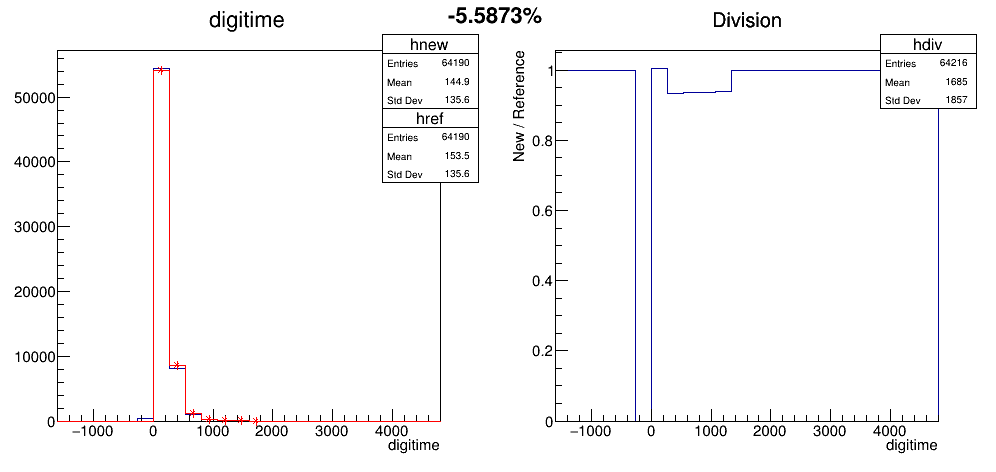 digitime
-5.5873%
Division
hnew
Entries 64190
Mean 144.9
Std Dev 135.6
href
Entries 64190
Mean 153.5
Std Dev 135.6
50000
40000
30000
20000
10000
0
−1000 0 1000 2000 3000 4000
digitime
hdiv
Entries 64216
Mean 1685
Std Dev 1857
New / Reference
1
0.8
0.6
0.4
0.2
0
−1000 0 1000 2000 3000 4000
digitime